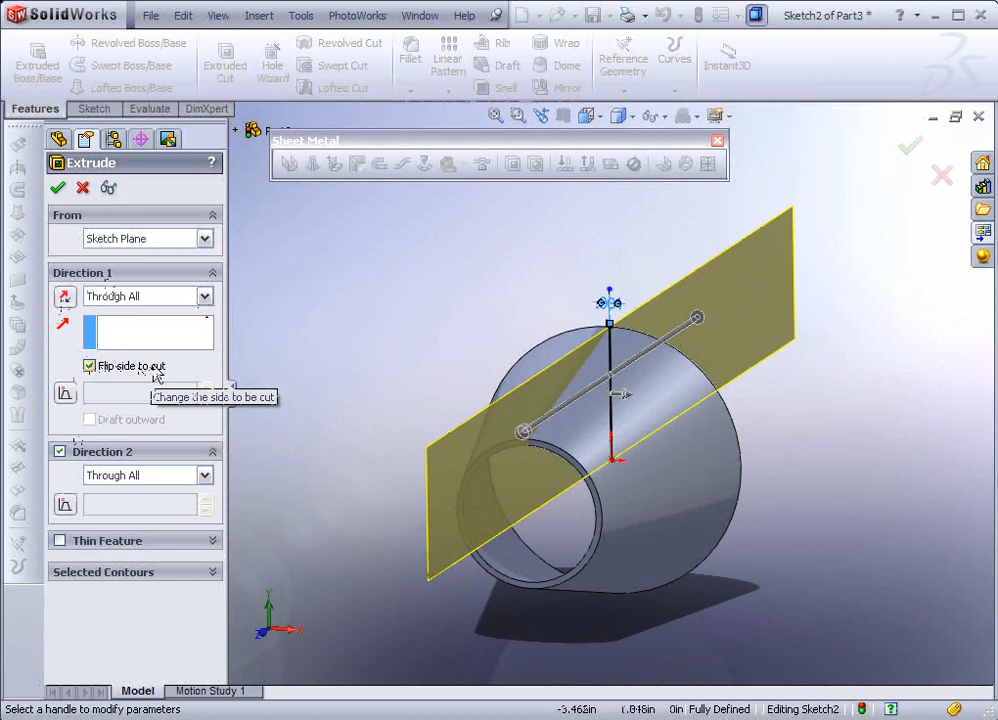 SolidWorks
File
Edit
View
Insert
Tools
PhotoWorks
Window
Help
Sketch2 of Part3 *
Extruded Boss/Base
Revolved Boss/Base
Swept Boss/Base
Lofted Boss/Base
Extruded Cut
Hole Wizard
Revolved Cut
Swept Cut
Lofted Cut
Fillet
Linear Pattern
Rib
Draft
Shell
Wrap
Dome
Mirror
Reference Geometry
Curves
Instant3D
Features
Sketch
Evaluate
DimXpert
Sheet Metal
Extrude
?
From
Sketch Plane
Direction 1
Through All
Flip side to cut
Change the side to be cut
Draft outward
Direction 2
Through All
Thin Feature
Selected Contours
Y
X
Z
Model
Motion Study 1
Select a handle to modify parameters
-3.462in
1.048in
0in
Fully Defined
Editing Sketch2